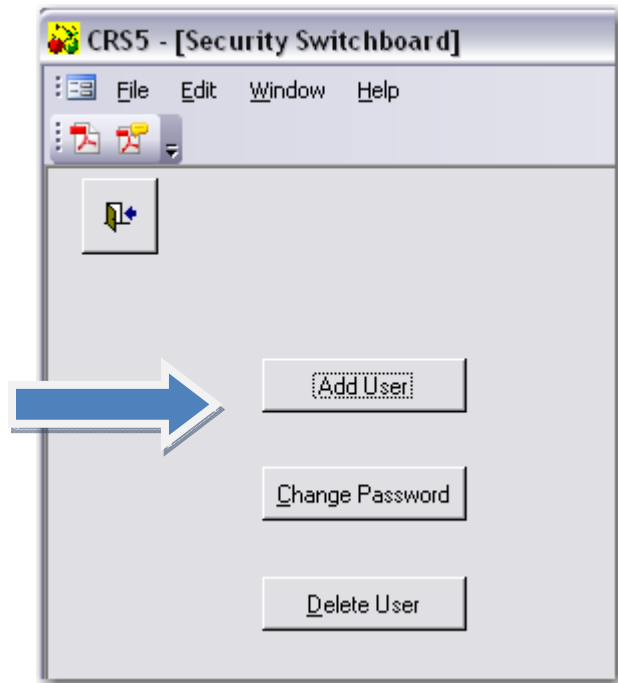 CRS5 - [Security Switchboard]
File Edit Window Help
Add User
Change Password
Delete User